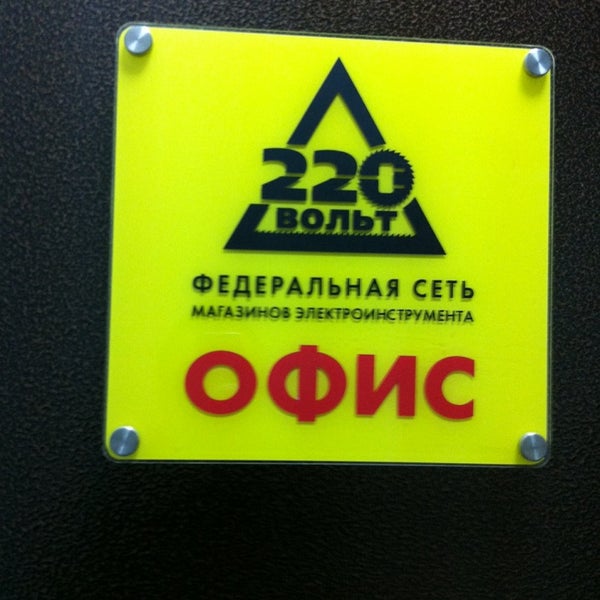 220
ВОЛЬТ
ФЕДЕРАЛЬНАЯ СЕТЬ
МАГАЗИНОВ ЭЛЕКТРОИНСТРУМЕНТА
ОФИС